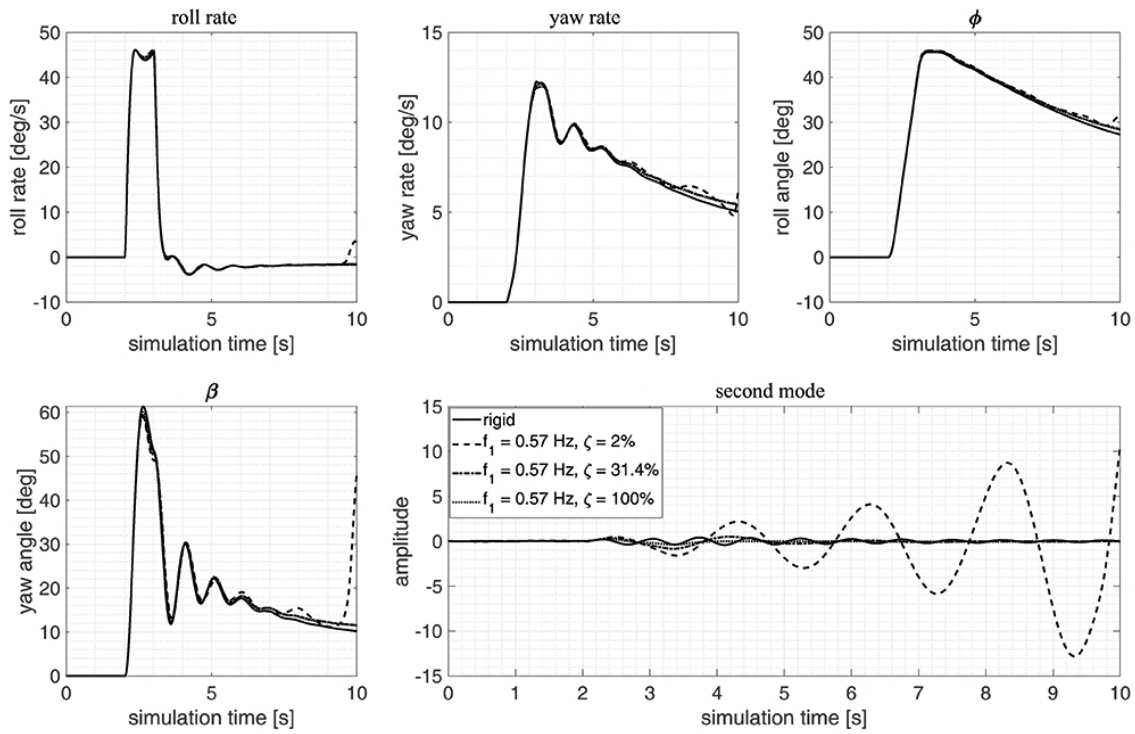 roll rate
roll rate [deg/s]
50
40
30
20
10
0
-10
0 5 10
simulation time [s]
yaw rate
yaw rate [deg/s]
15
10
5
0
0 5 10
simulation time [s]
ϕ
roll angle [deg]
50
40
30
20
10
0
-10
0 5 10
simulation time [s]
β
yaw angle [deg]
60
50
40
30
20
10
0
0 5 10
simulation time [s]
second mode
amplitude
15
10
5
0
-5
-10
-15
rigid
f₁ = 0.57 Hz, ζ = 2%
f₁ = 0.57 Hz, ζ = 31.4%
f₁ = 0.57 Hz, ζ = 100%
0 1 2 3 4 5 6 7 8 9 10
simulation time [s]